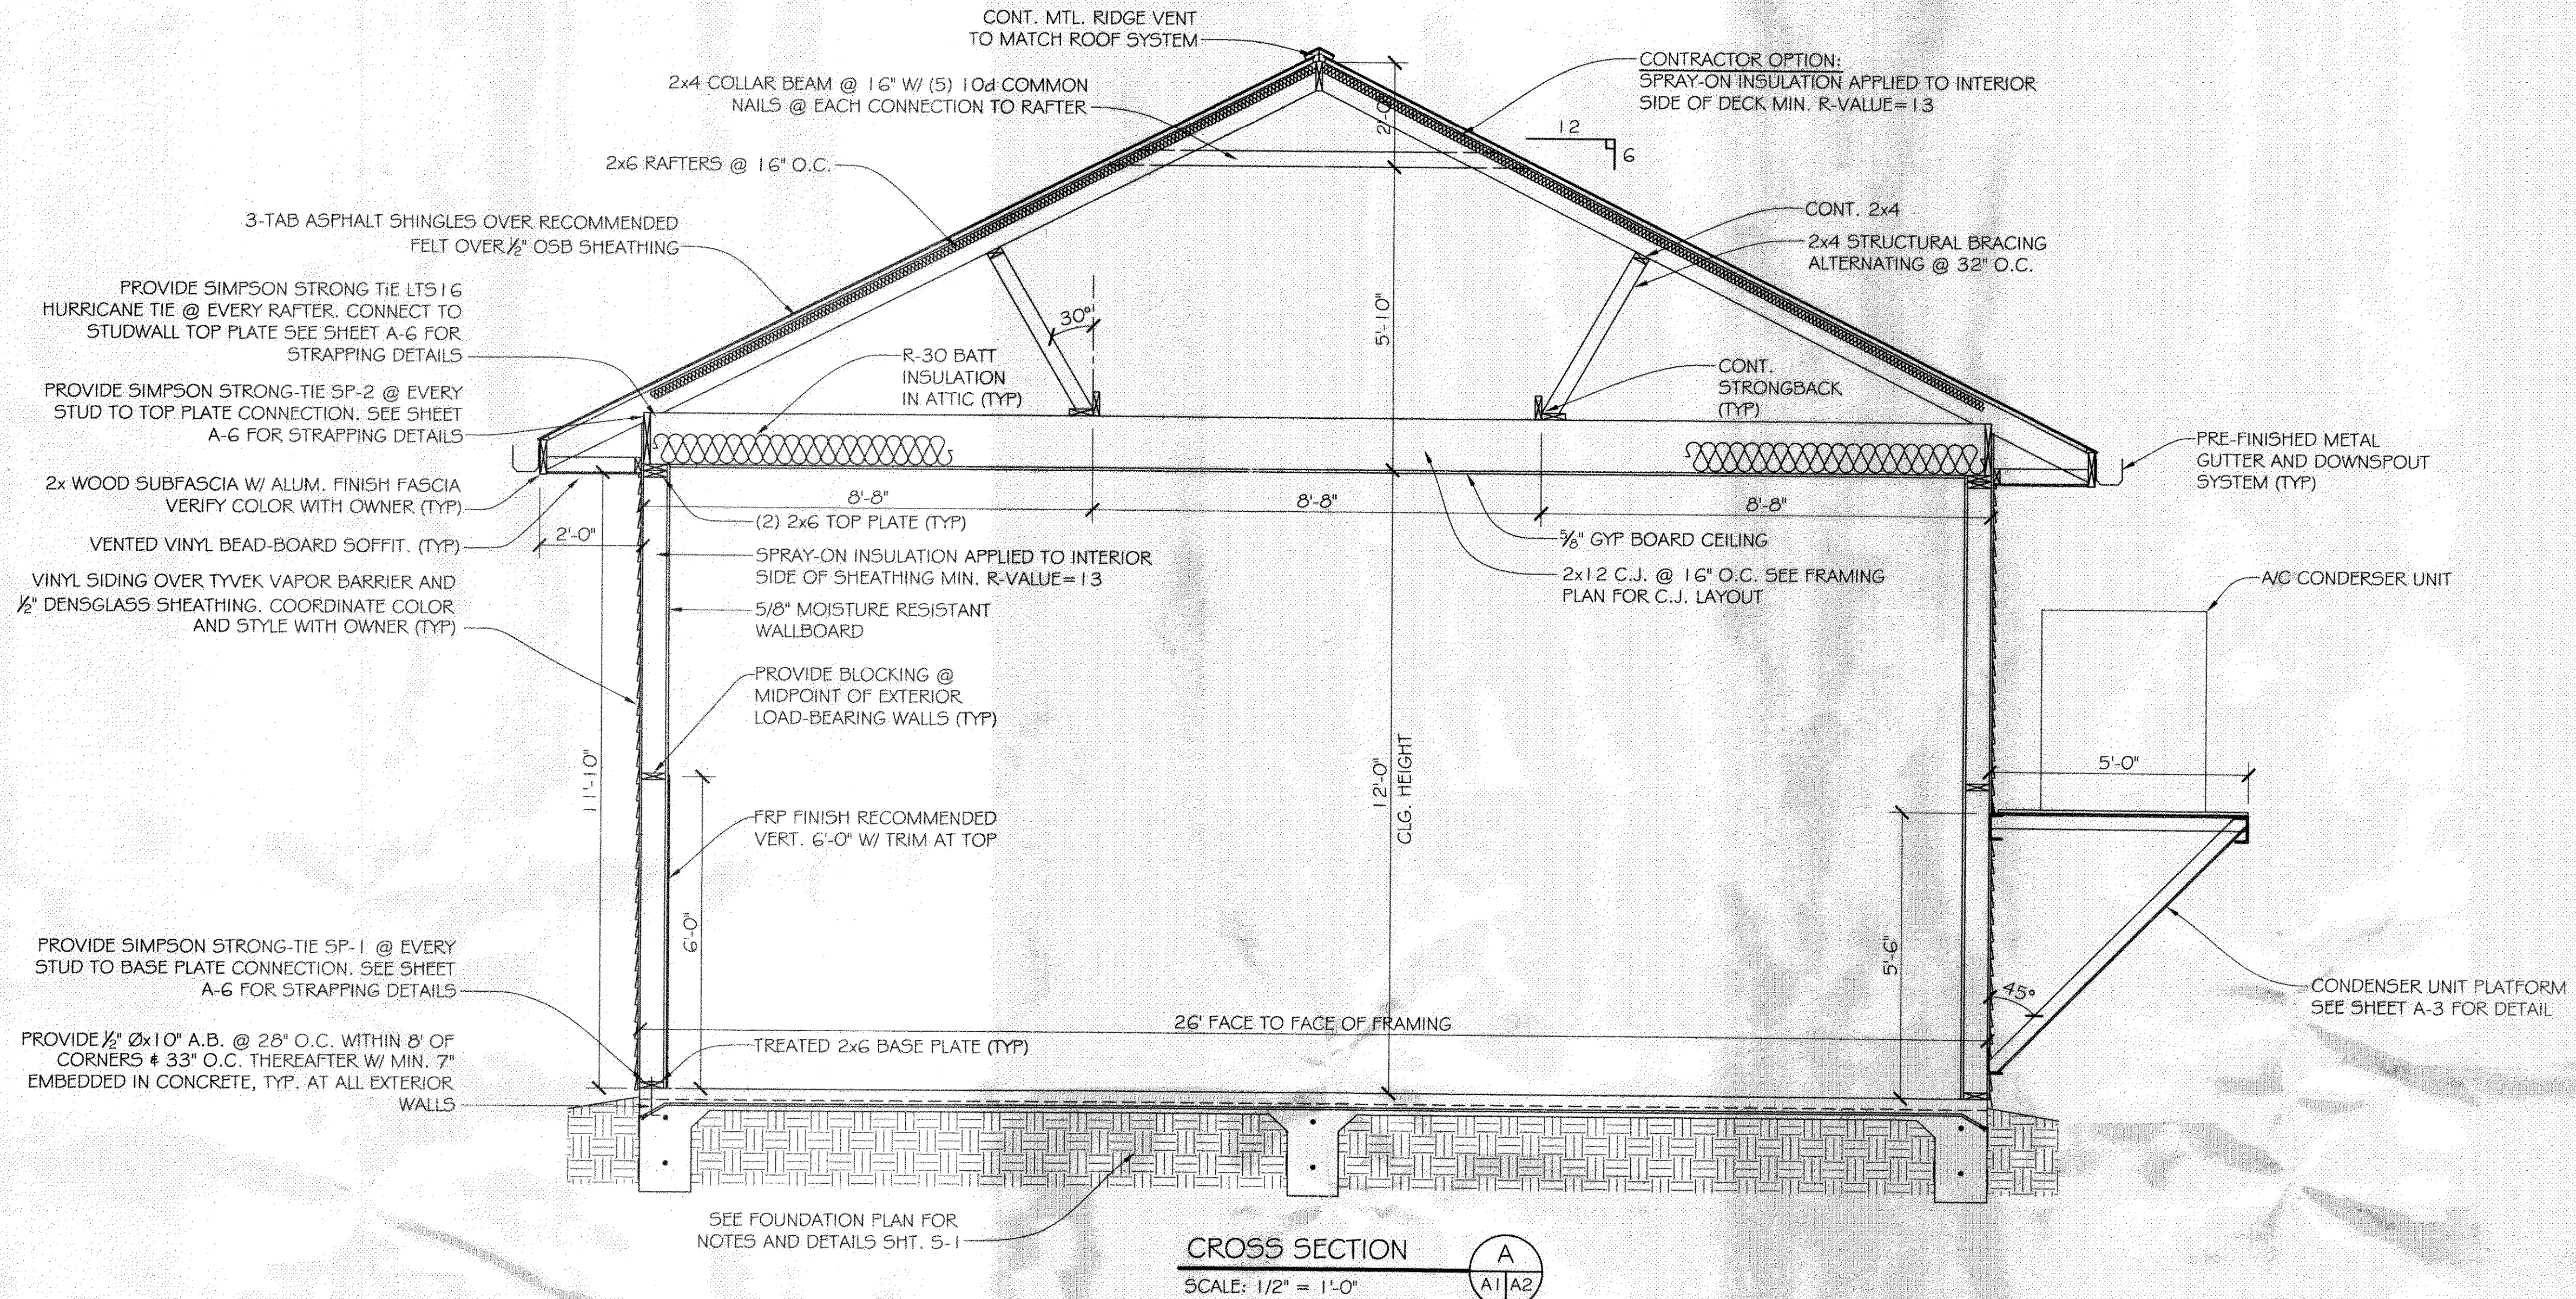 CONT. MTL. RIDGE VENT
TO MATCH ROOF SYSTEM
2x4 COLLAR BEAM @ 16" W/ (5) 10d COMMON
NAILS @ EACH CONNECTION TO RAFTER
2x6 RAFTERS @ 16" O.C.
3-TAB ASPHALT SHINGLES OVER RECOMMENDED
FELT OVER ½" OSB SHEATHING
PROVIDE SIMPSON STRONG TIE LTS16
HURRICANE TIE @ EVERY RAFTER. CONNECT TO
STUDWALL TOP PLATE SEE SHEET A-6 FOR
STRAPPING DETAILS
PROVIDE SIMPSON STRONG-TIE SP-2 @ EVERY
STUD TO TOP PLATE CONNECTION. SEE SHEET
A-6 FOR STRAPPING DETAILS
2x WOOD SUBFASCIA W/ ALUM. FINISH FASCIA
VERIFY COLOR WITH OWNER (TYP)
VENTED VINYL BEAD-BOARD SOFFIT. (TYP)
VINYL SIDING OVER TYVEK VAPOR BARRIER AND
½" DENSGLASS SHEATHING. COORDINATE COLOR
AND STYLE WITH OWNER (TYP)
PROVIDE SIMPSON STRONG-TIE SP-1 @ EVERY
STUD TO BASE PLATE CONNECTION. SEE SHEET
A-6 FOR STRAPPING DETAILS
PROVIDE ½" Øx10" A.B. @ 28" O.C. WITHIN 8' OF
CORNERS & 33" O.C. THEREAFTER W/ MIN. 7"
EMBEDDED IN CONCRETE, TYP. AT ALL EXTERIOR
WALLS
CONTRACTOR OPTION:
SPRAY-ON INSULATION APPLIED TO INTERIOR
SIDE OF DECK MIN. R-VALUE=13
12
6
2'-0"
CONT. 2x4
2x4 STRUCTURAL BRACING
ALTERNATING @ 32" O.C.
30°
5'-10"
R-30 BATT
INSULATION
IN ATTIC (TYP)
CONT.
STRONGBACK
(TYP)
PRE-FINISHED METAL
GUTTER AND DOWNSPOUT
SYSTEM (TYP)
8'-8"
8'-8"
8'-8"
2'-0"
(2) 2x6 TOP PLATE (TYP)
SPRAY-ON INSULATION APPLIED TO INTERIOR
SIDE OF SHEATHING MIN. R-VALUE=13
5/8" MOISTURE RESISTANT
WALLBOARD
⅝" GYP BOARD CEILING
2x12 C.J. @ 16" O.C. SEE FRAMING
PLAN FOR C.J. LAYOUT
A/C CONDERSER UNIT
PROVIDE BLOCKING @
MIDPOINT OF EXTERIOR
LOAD-BEARING WALLS (TYP)
11'-10"
12'-0"
CLG. HEIGHT
5'-0"
FRP FINISH RECOMMENDED
VERT. 6'-0" W/ TRIM AT TOP
6'-0"
5'-6"
45°
CONDENSER UNIT PLATFORM
SEE SHEET A-3 FOR DETAIL
26' FACE TO FACE OF FRAMING
TREATED 2x6 BASE PLATE (TYP)
SEE FOUNDATION PLAN FOR
NOTES AND DETAILS SHT. S-1
CROSS SECTION
SCALE: 1/2" = 1'-0"
A
A1 A2